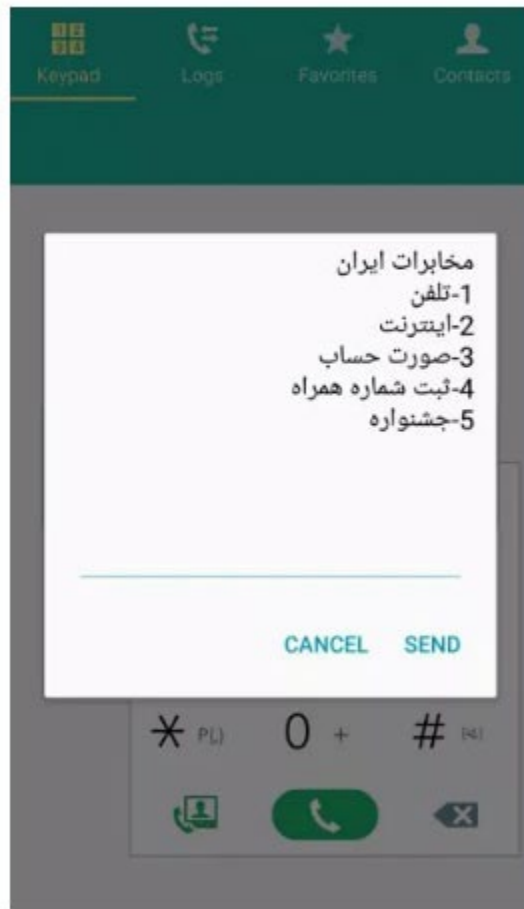 Keypad
Logs
Favorites
Contacts
مخابرات ایران
1-تلفن
2-اینترنت
3-صورت حساب
4-ثبت شماره همراه
5-جشنواره
CANCEL SEND
* P(,) 0 + #